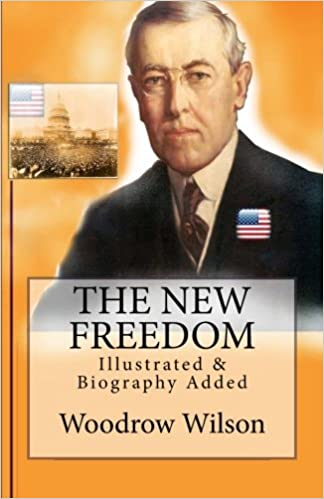 THE NEW
FREEDOM
Illustrated &
Biography Added
Woodrow Wilson